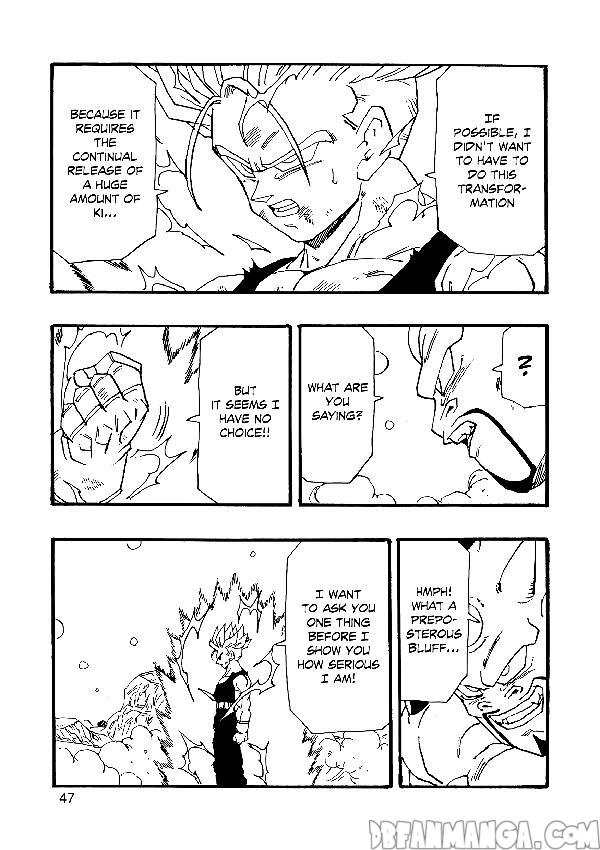 IF
POSSIBLE, I
DIDN'T WANT
TO HAVE TO
DO THIS
TRANSFOR-
MATION
BECAUSE IT
REQUIRES
THE
CONTINUAL
RELEASE OF
A HUGE
AMOUNT OF
KI...
?
WHAT ARE
YOU
SAYING?
BUT
IT SEEMS I
HAVE NO
CHOICE!!
HMPH!
WHAT A
PREPO-
STEROUS
BLUFF...
I WANT
TO ASK YOU
ONE THING
BEFORE I
SHOW YOU
HOW SERIOUS
I AM!
47
DBFANMANGA.COM